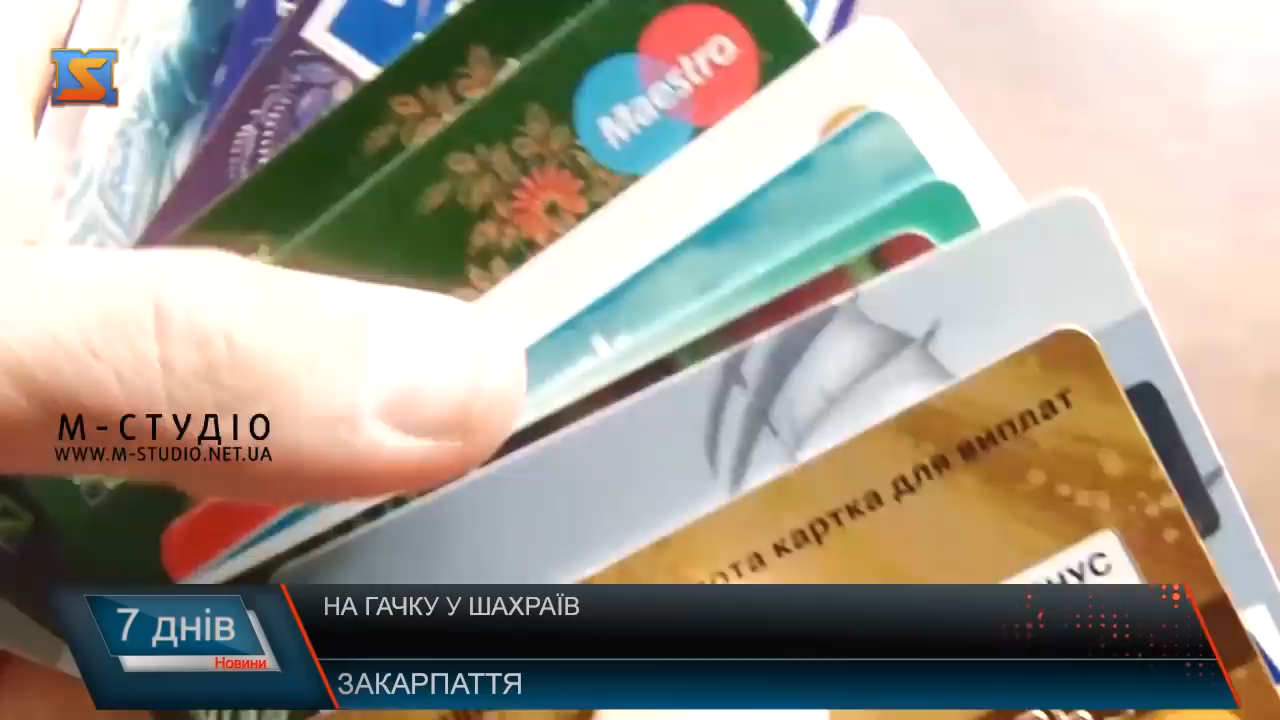 Maestro
М-СТУДІО
WWW.M-STUDIO.NET.UA
картка для виплат
7 днів
Новини
НА ГАЧКУ У ШАХРАЇВ
ЗАКАРПАТТЯ